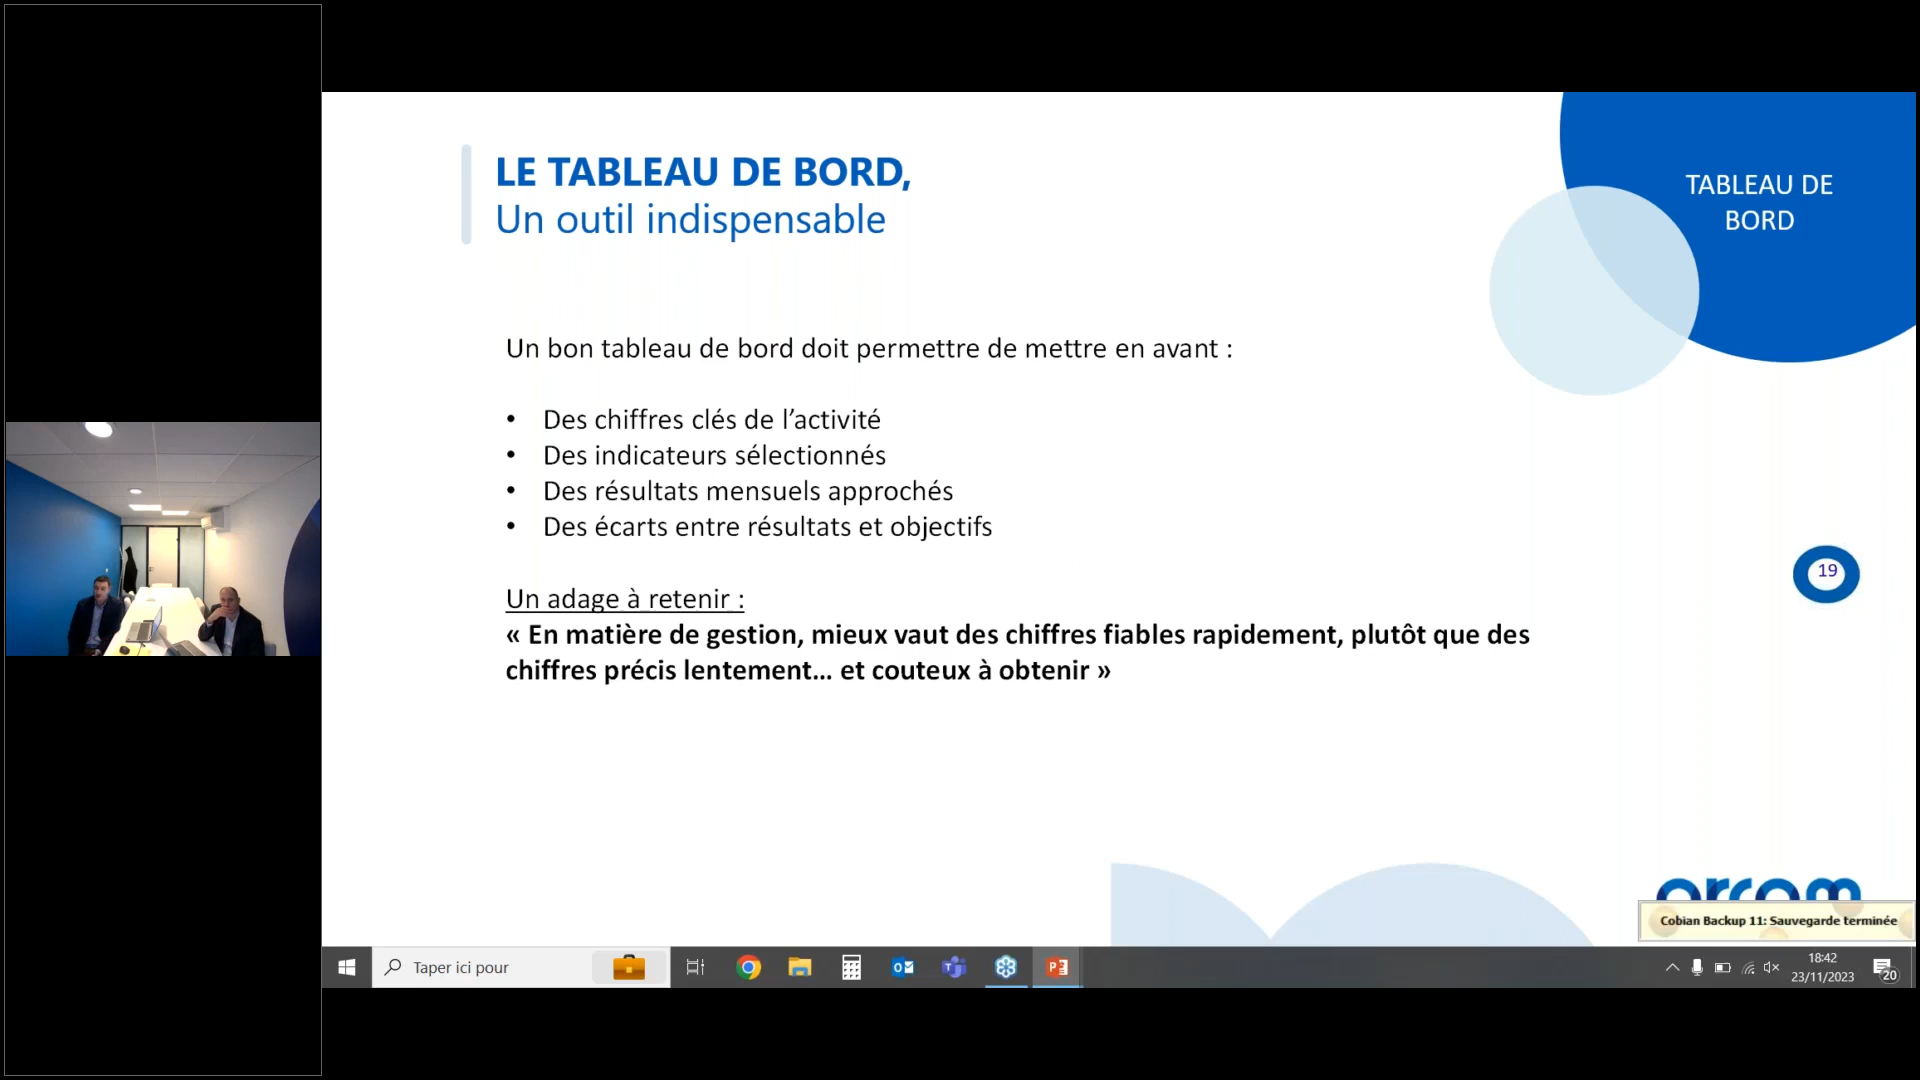 LE TABLEAU DE BORD,
Un outil indispensable
TABLEAU DE
BORD
Un bon tableau de bord doit permettre de mettre en avant :
• Des chiffres clés de l’activité
• Des indicateurs sélectionnés
• Des résultats mensuels approchés
• Des écarts entre résultats et objectifs
19
Un adage à retenir :
« En matière de gestion, mieux vaut des chiffres fiables rapidement, plutôt que des
chiffres précis lentement... et couteux à obtenir »
orcom
Cobian Backup 11: Sauvegarde terminée
Taper ici pour
18:42
23/11/2023
20